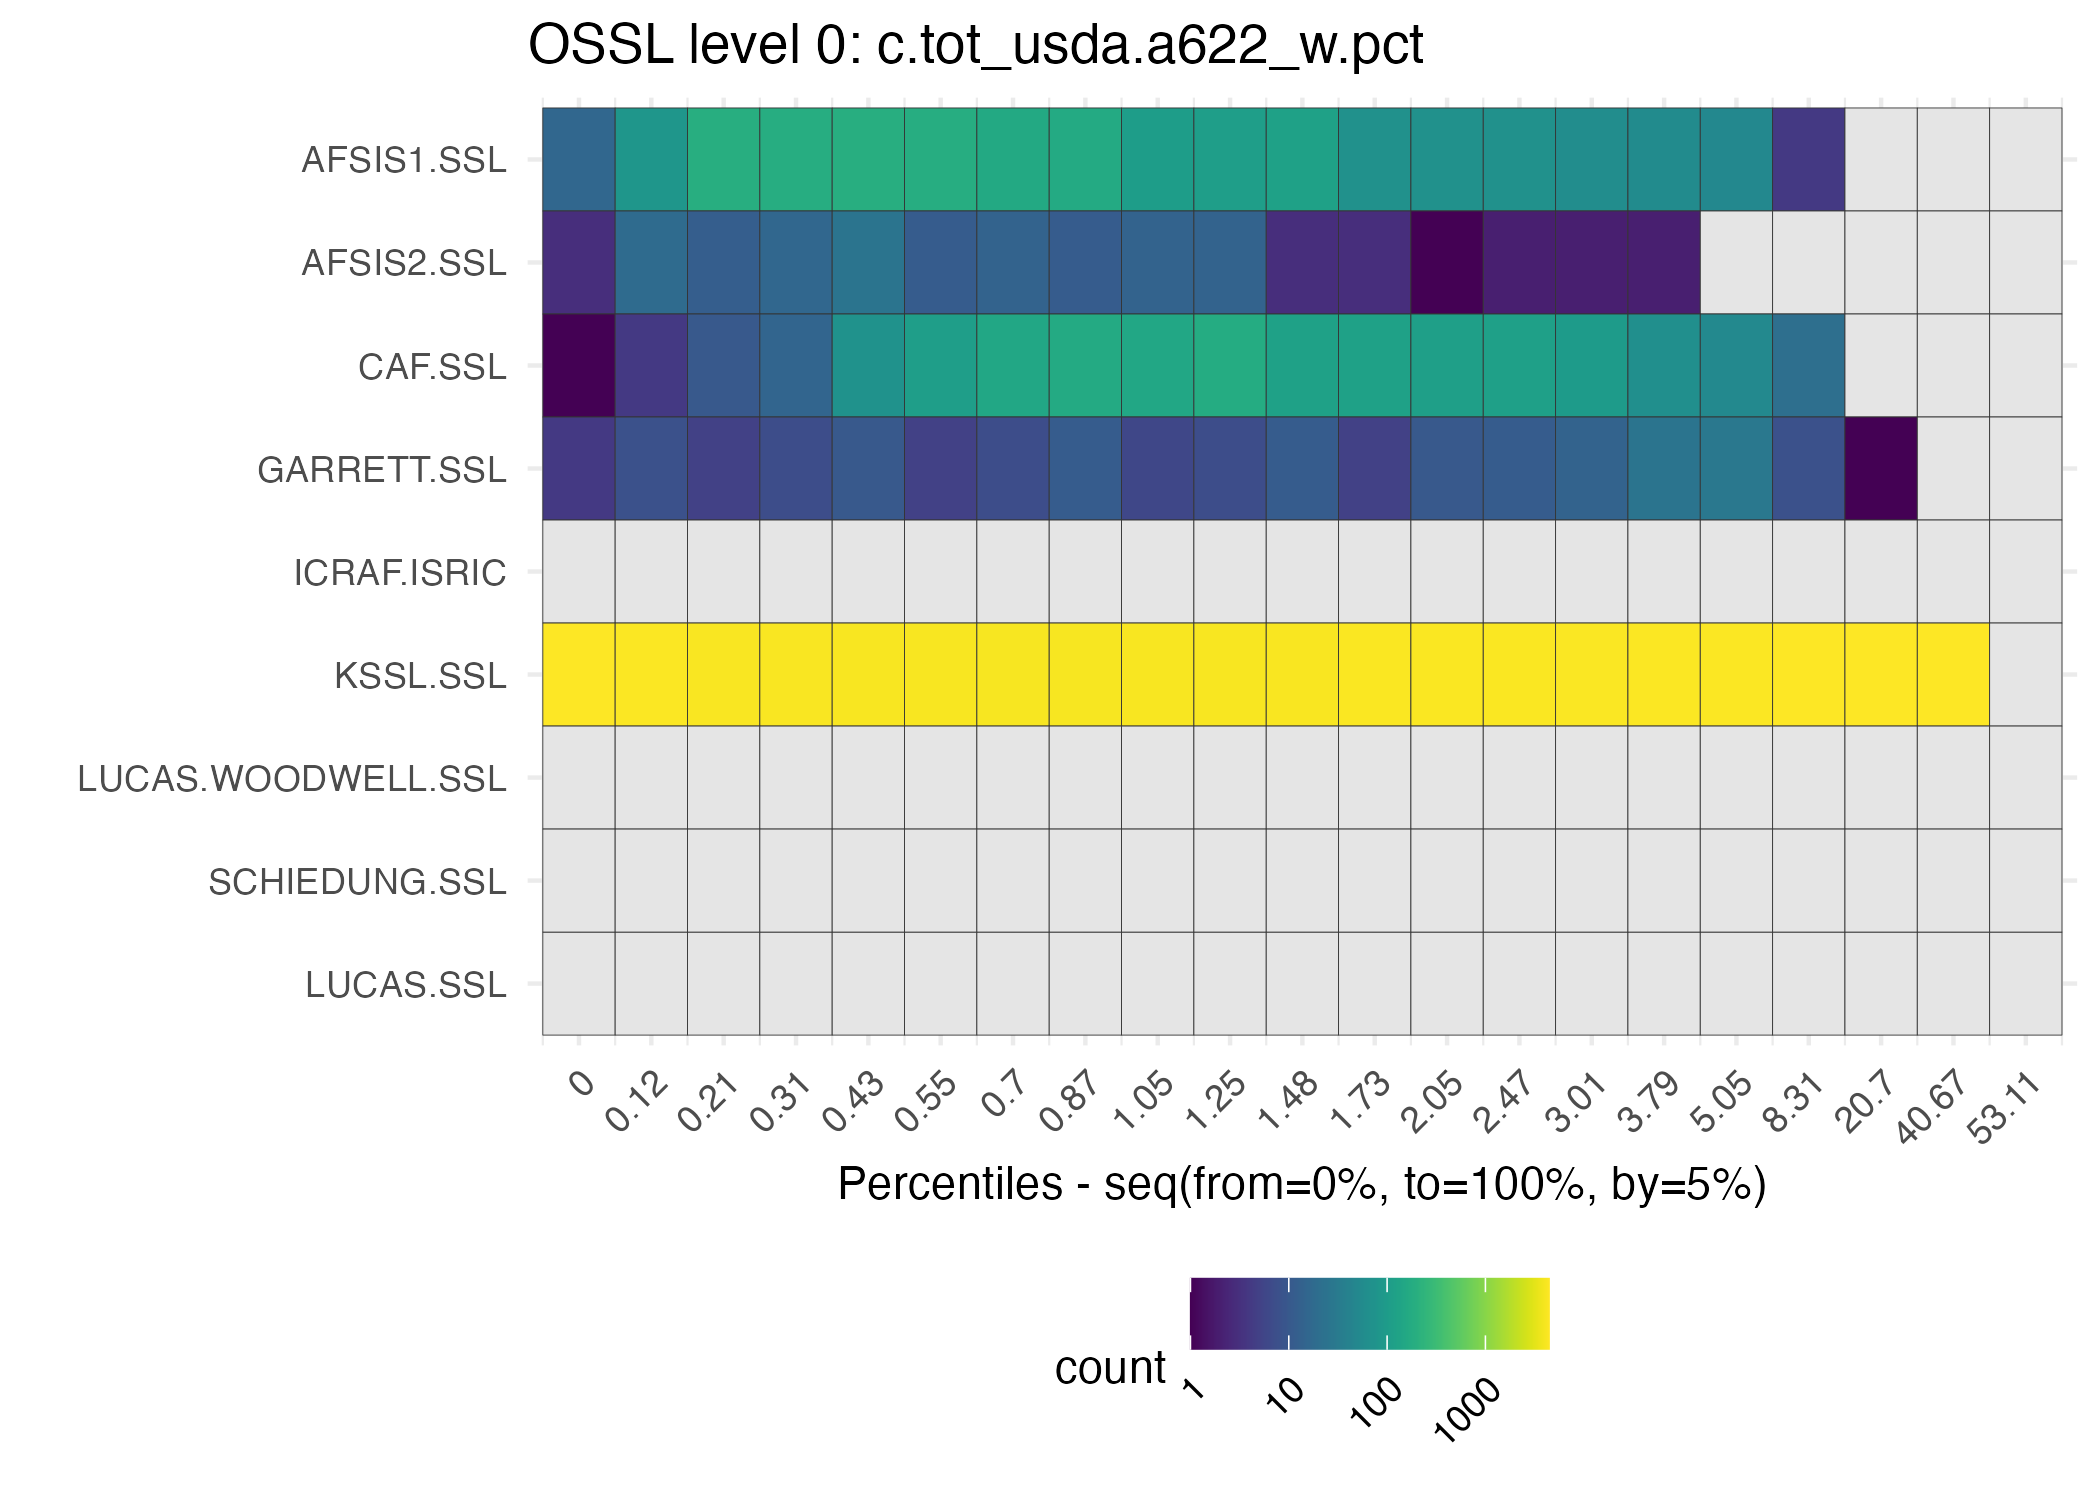 OSSL level 0: c.tot_usda.a622_w.pct
AFSIS1.SSL
AFSIS2.SSL
CAF.SSL
GARRETT.SSL
ICRAF.ISRIC
KSSL.SSL
LUCAS.WOODWELL.SSL
SCHIEDUNG.SSL
LUCAS.SSL
0 0.12 0.21 0.31 0.43 0.55 0.7 0.87 1.05 1.25 1.48 1.73 2.05 2.47 3.01 3.79 5.05 8.31 20.7 40.67 53.11
Percentiles - seq(from=0%, to=100%, by=5%)
count
1 10 100 1000